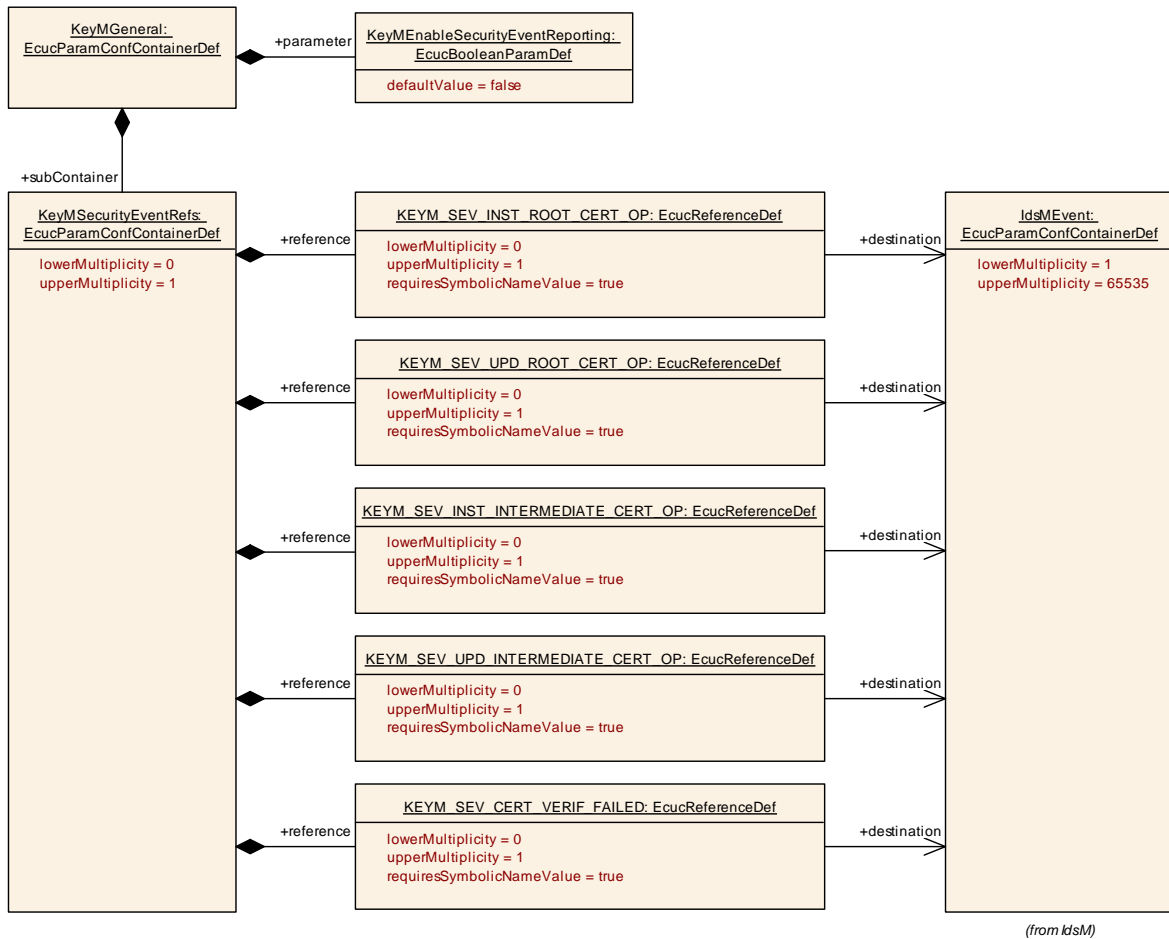 KeyMGeneral:
EcucParamConfContainerDef
+parameter
KeyMEnableSecurityEventReporting:
EcucBooleanParamDef
defaultValue = false
+subContainer
KeyMSecurityEventRefs:
EcucParamConfContainerDef
lowerMultiplicity = 0
upperMultiplicity = 1
+reference
KEYM_SEV_INST_ROOT_CERT_OP: EcucReferenceDef
lowerMultiplicity = 0
upperMultiplicity = 1
requiresSymbolicNameValue = true
+destination
IdsMEvent:
EcucParamConfContainerDef
lowerMultiplicity = 1
upperMultiplicity = 65535
+reference
KEYM_SEV_UPD_ROOT_CERT_OP: EcucReferenceDef
lowerMultiplicity = 0
upperMultiplicity = 1
requiresSymbolicNameValue = true
+destination
+reference
KEYM_SEV_INST_INTERMEDIATE_CERT_OP: EcucReferenceDef
lowerMultiplicity = 0
upperMultiplicity = 1
requiresSymbolicNameValue = true
+destination
+reference
KEYM_SEV_UPD_INTERMEDIATE_CERT_OP: EcucReferenceDef
lowerMultiplicity = 0
upperMultiplicity = 1
requiresSymbolicNameValue = true
+destination
+reference
KEYM_SEV_CERT_VERIF_FAILED: EcucReferenceDef
lowerMultiplicity = 0
upperMultiplicity = 1
requiresSymbolicNameValue = true
+destination
(from IdsM)